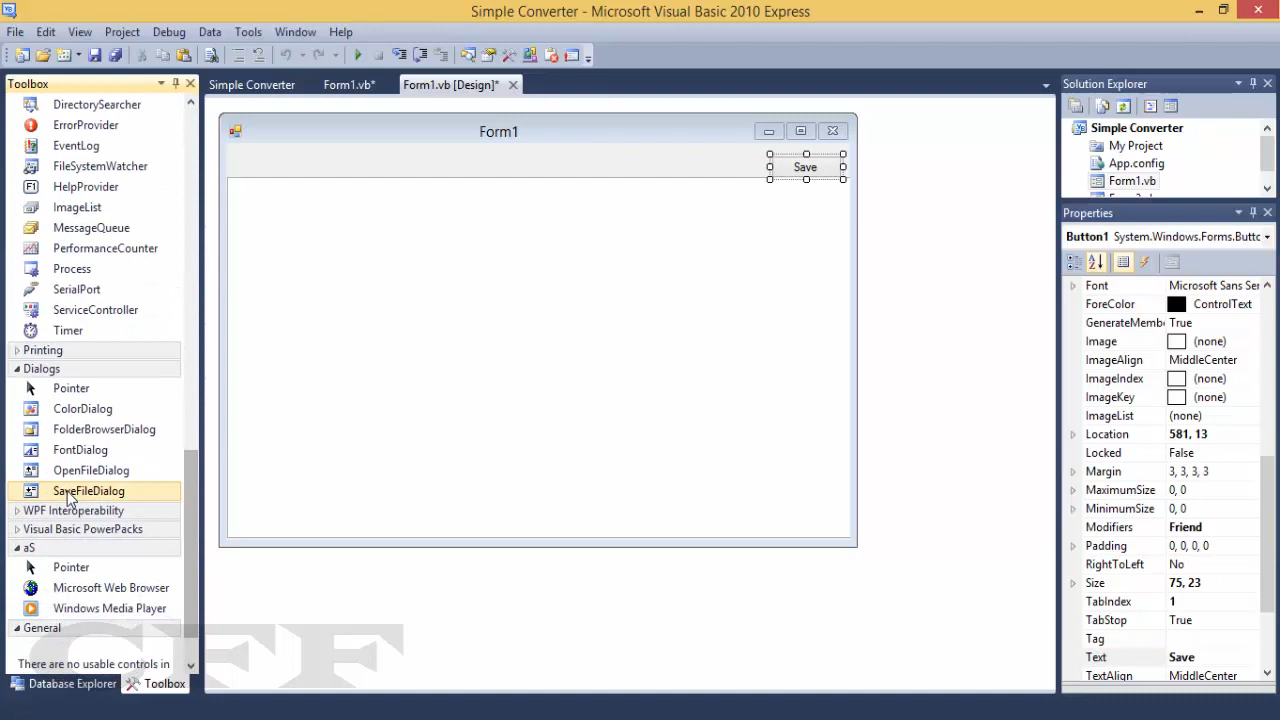 Simple Converter - Microsoft Visual Basic 2010 Express
File Edit View Project Debug Data Tools Window Help
Toolbox
Simple Converter Form1.vb* Form1.vb [Design]*
DirectorySearcher
ErrorProvider
EventLog
FileSystemWatcher
HelpProvider
ImageList
MessageQueue
PerformanceCounter
Process
SerialPort
ServiceController
Timer
Printing
Dialogs
Pointer
ColorDialog
FolderBrowserDialog
FontDialog
OpenFileDialog
SaveFileDialog
WPF Interoperability
Visual Basic PowerPacks
aS
Pointer
Microsoft Web Browser
Windows Media Player
General
There are no usable controls in
Database Explorer Toolbox
CFF
Form1
Save
Solution Explorer
Simple Converter
My Project
App.config
Form1.vb
Properties
Button1 System.Windows.Forms.Buttc
Font Microsoft Sans Ser
ForeColor ControlText
GenerateMembe True
Image (none)
ImageAlign MiddleCenter
ImageIndex (none)
ImageKey (none)
ImageList (none)
Location 581, 13
Locked False
Margin 3, 3, 3, 3
MaximumSize 0, 0
MinimumSize 0, 0
Modifiers Friend
Padding 0, 0, 0, 0
RightToLeft No
Size 75, 23
TabIndex 1
TabStop True
Tag
Text Save
TextAlign MiddleCenter